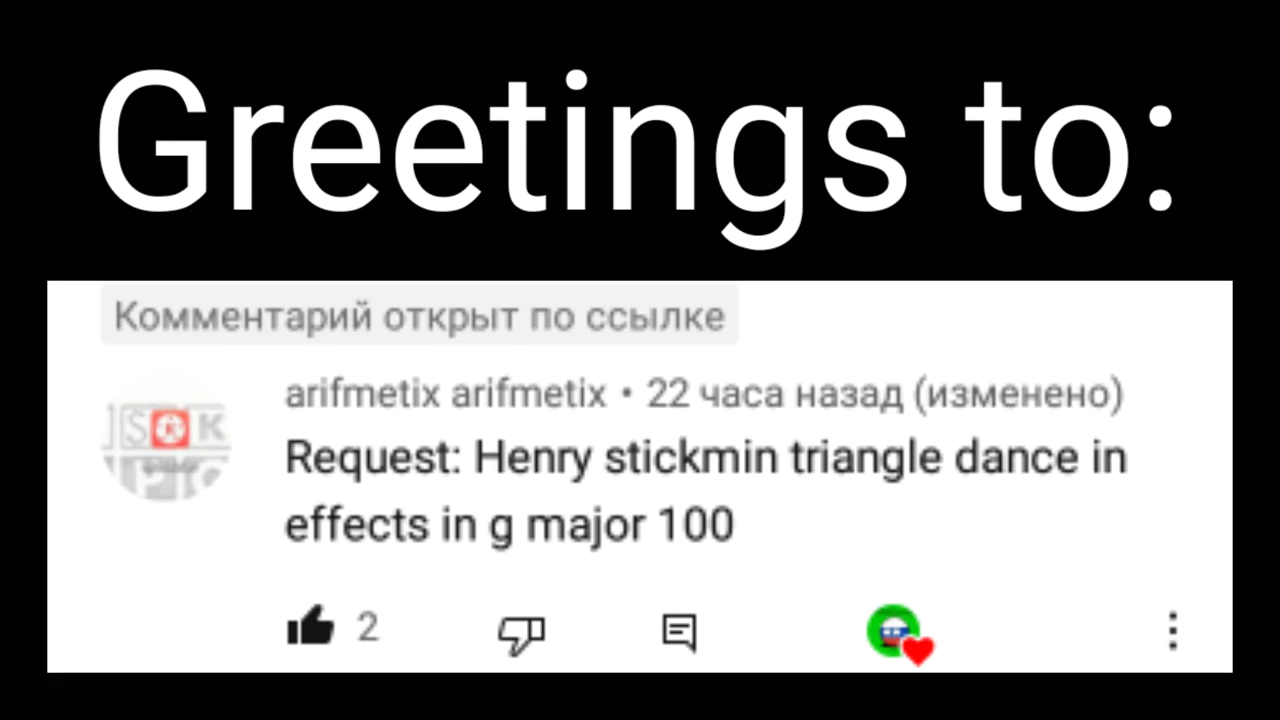 Greetings to:
Комментарий открыт по ссылке
arifmetix arifmetix • 22 часа назад (изменено)
Request: Henry stickmin triangle dance in
effects in g major 100
2